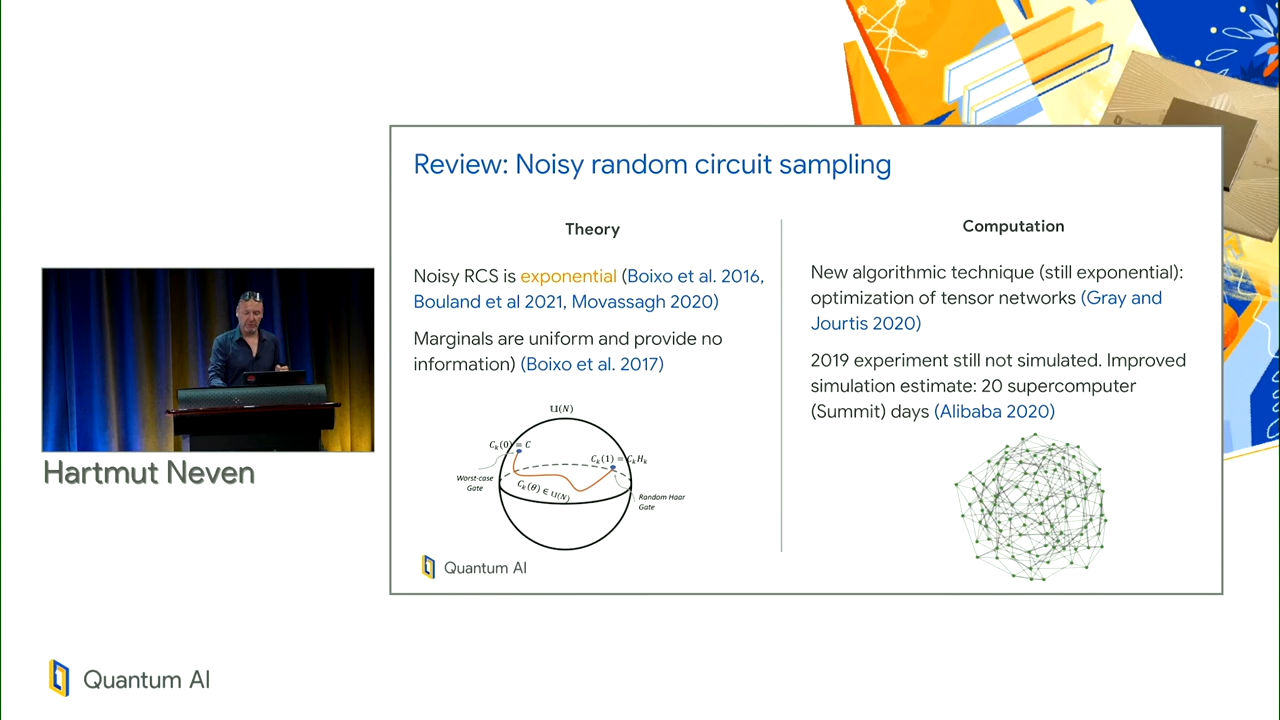 Review: Noisy random circuit sampling
Theory
Noisy RCS is exponential (Boixo et al. 2016,
Bouland et al 2021, Movassagh 2020)
Marginals are uniform and provide no
information) (Boixo et al. 2017)
𝕌(N)
C_k(0) = C
C_k(1) = C_kH_k
Worst-case
Gate
C_k(θ) ∈ 𝕌(N)
Random Haar
Gate
Quantum AI
Computation
New algorithmic technique (still exponential):
optimization of tensor networks (Gray and
Jourtis 2020)
2019 experiment still not simulated. Improved
simulation estimate: 20 supercomputer
(Summit) days (Alibaba 2020)
Hartmut Neven
Quantum AI